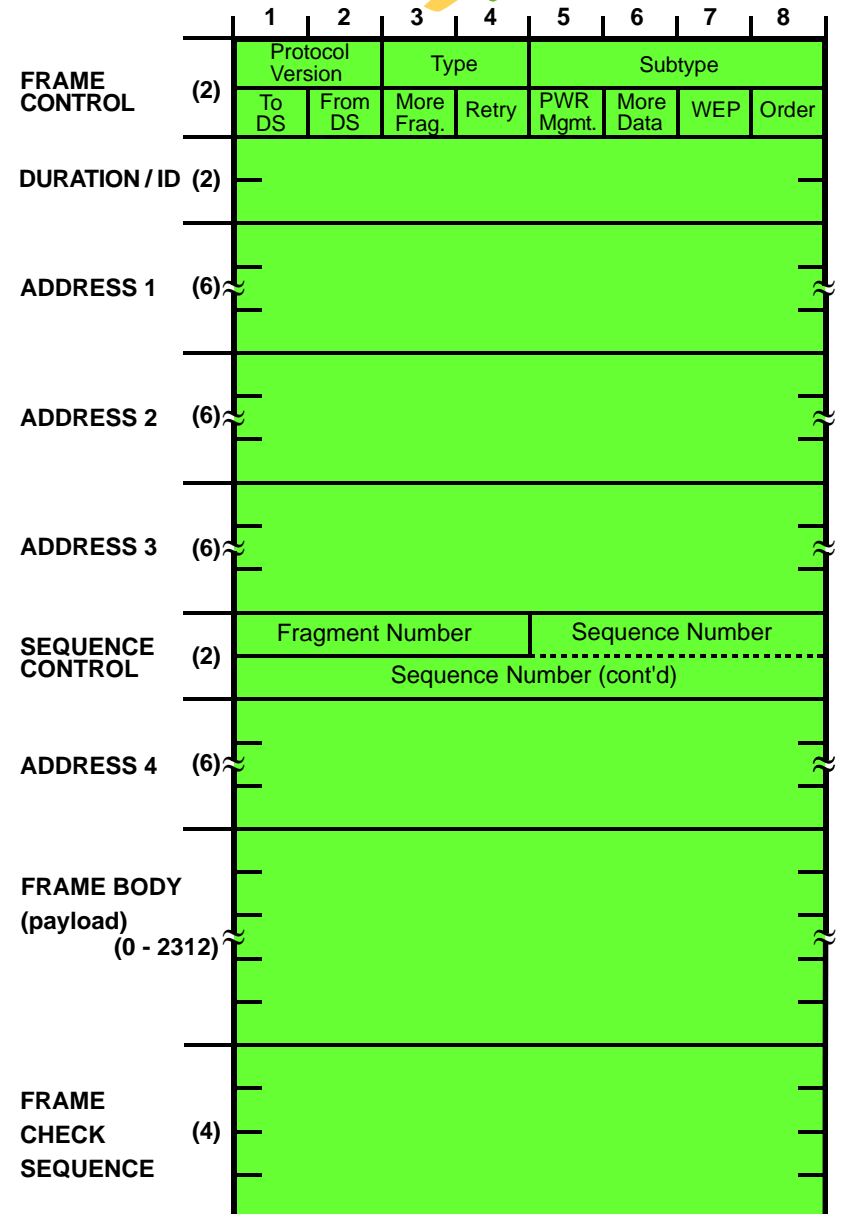 1 2 3 4 5 6 7 8
FRAME
CONTROL
(2)
Protocol
Version
Type
Subtype
To
DS
From
DS
More
Frag.
Retry
PWR
Mgmt.
More
Data
WEP
Order
DURATION / ID (2)
ADDRESS 1 (6)
ADDRESS 2 (6)
ADDRESS 3 (6)
SEQUENCE
CONTROL
(2)
Fragment Number
Sequence Number
Sequence Number (cont'd)
ADDRESS 4 (6)
FRAME BODY
(payload)
(0 - 2312)
FRAME
CHECK
SEQUENCE
(4)